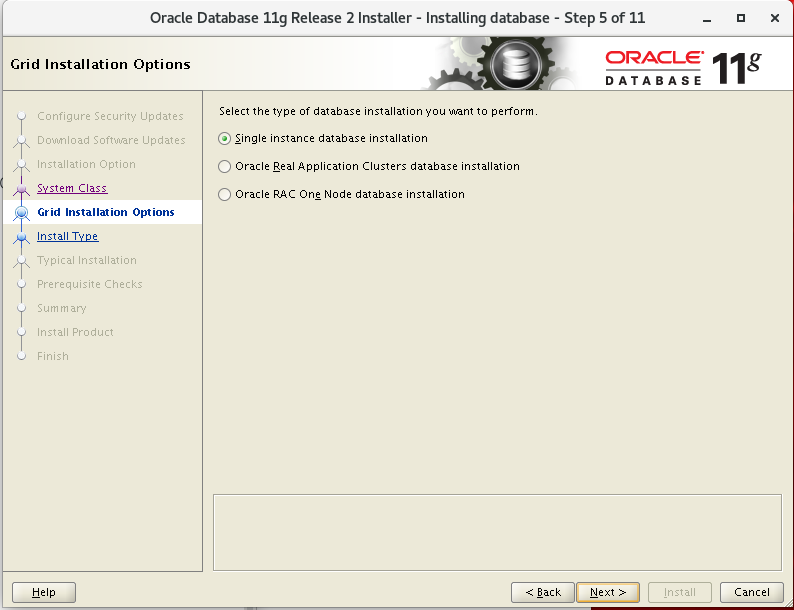 Oracle Database 11g Release 2 Installer - Installing database - Step 5 of 11
Grid Installation Options
ORACLE
DATABASE
11g
Configure Security Updates
Download Software Updates
Installation Option
System Class
Grid Installation Options
Install Type
Typical Installation
Prerequisite Checks
Summary
Install Product
Finish
Select the type of database installation you want to perform.
Single instance database installation
Oracle Real Application Clusters database installation
Oracle RAC One Node database installation
Help
< Back
Next >
Install
Cancel